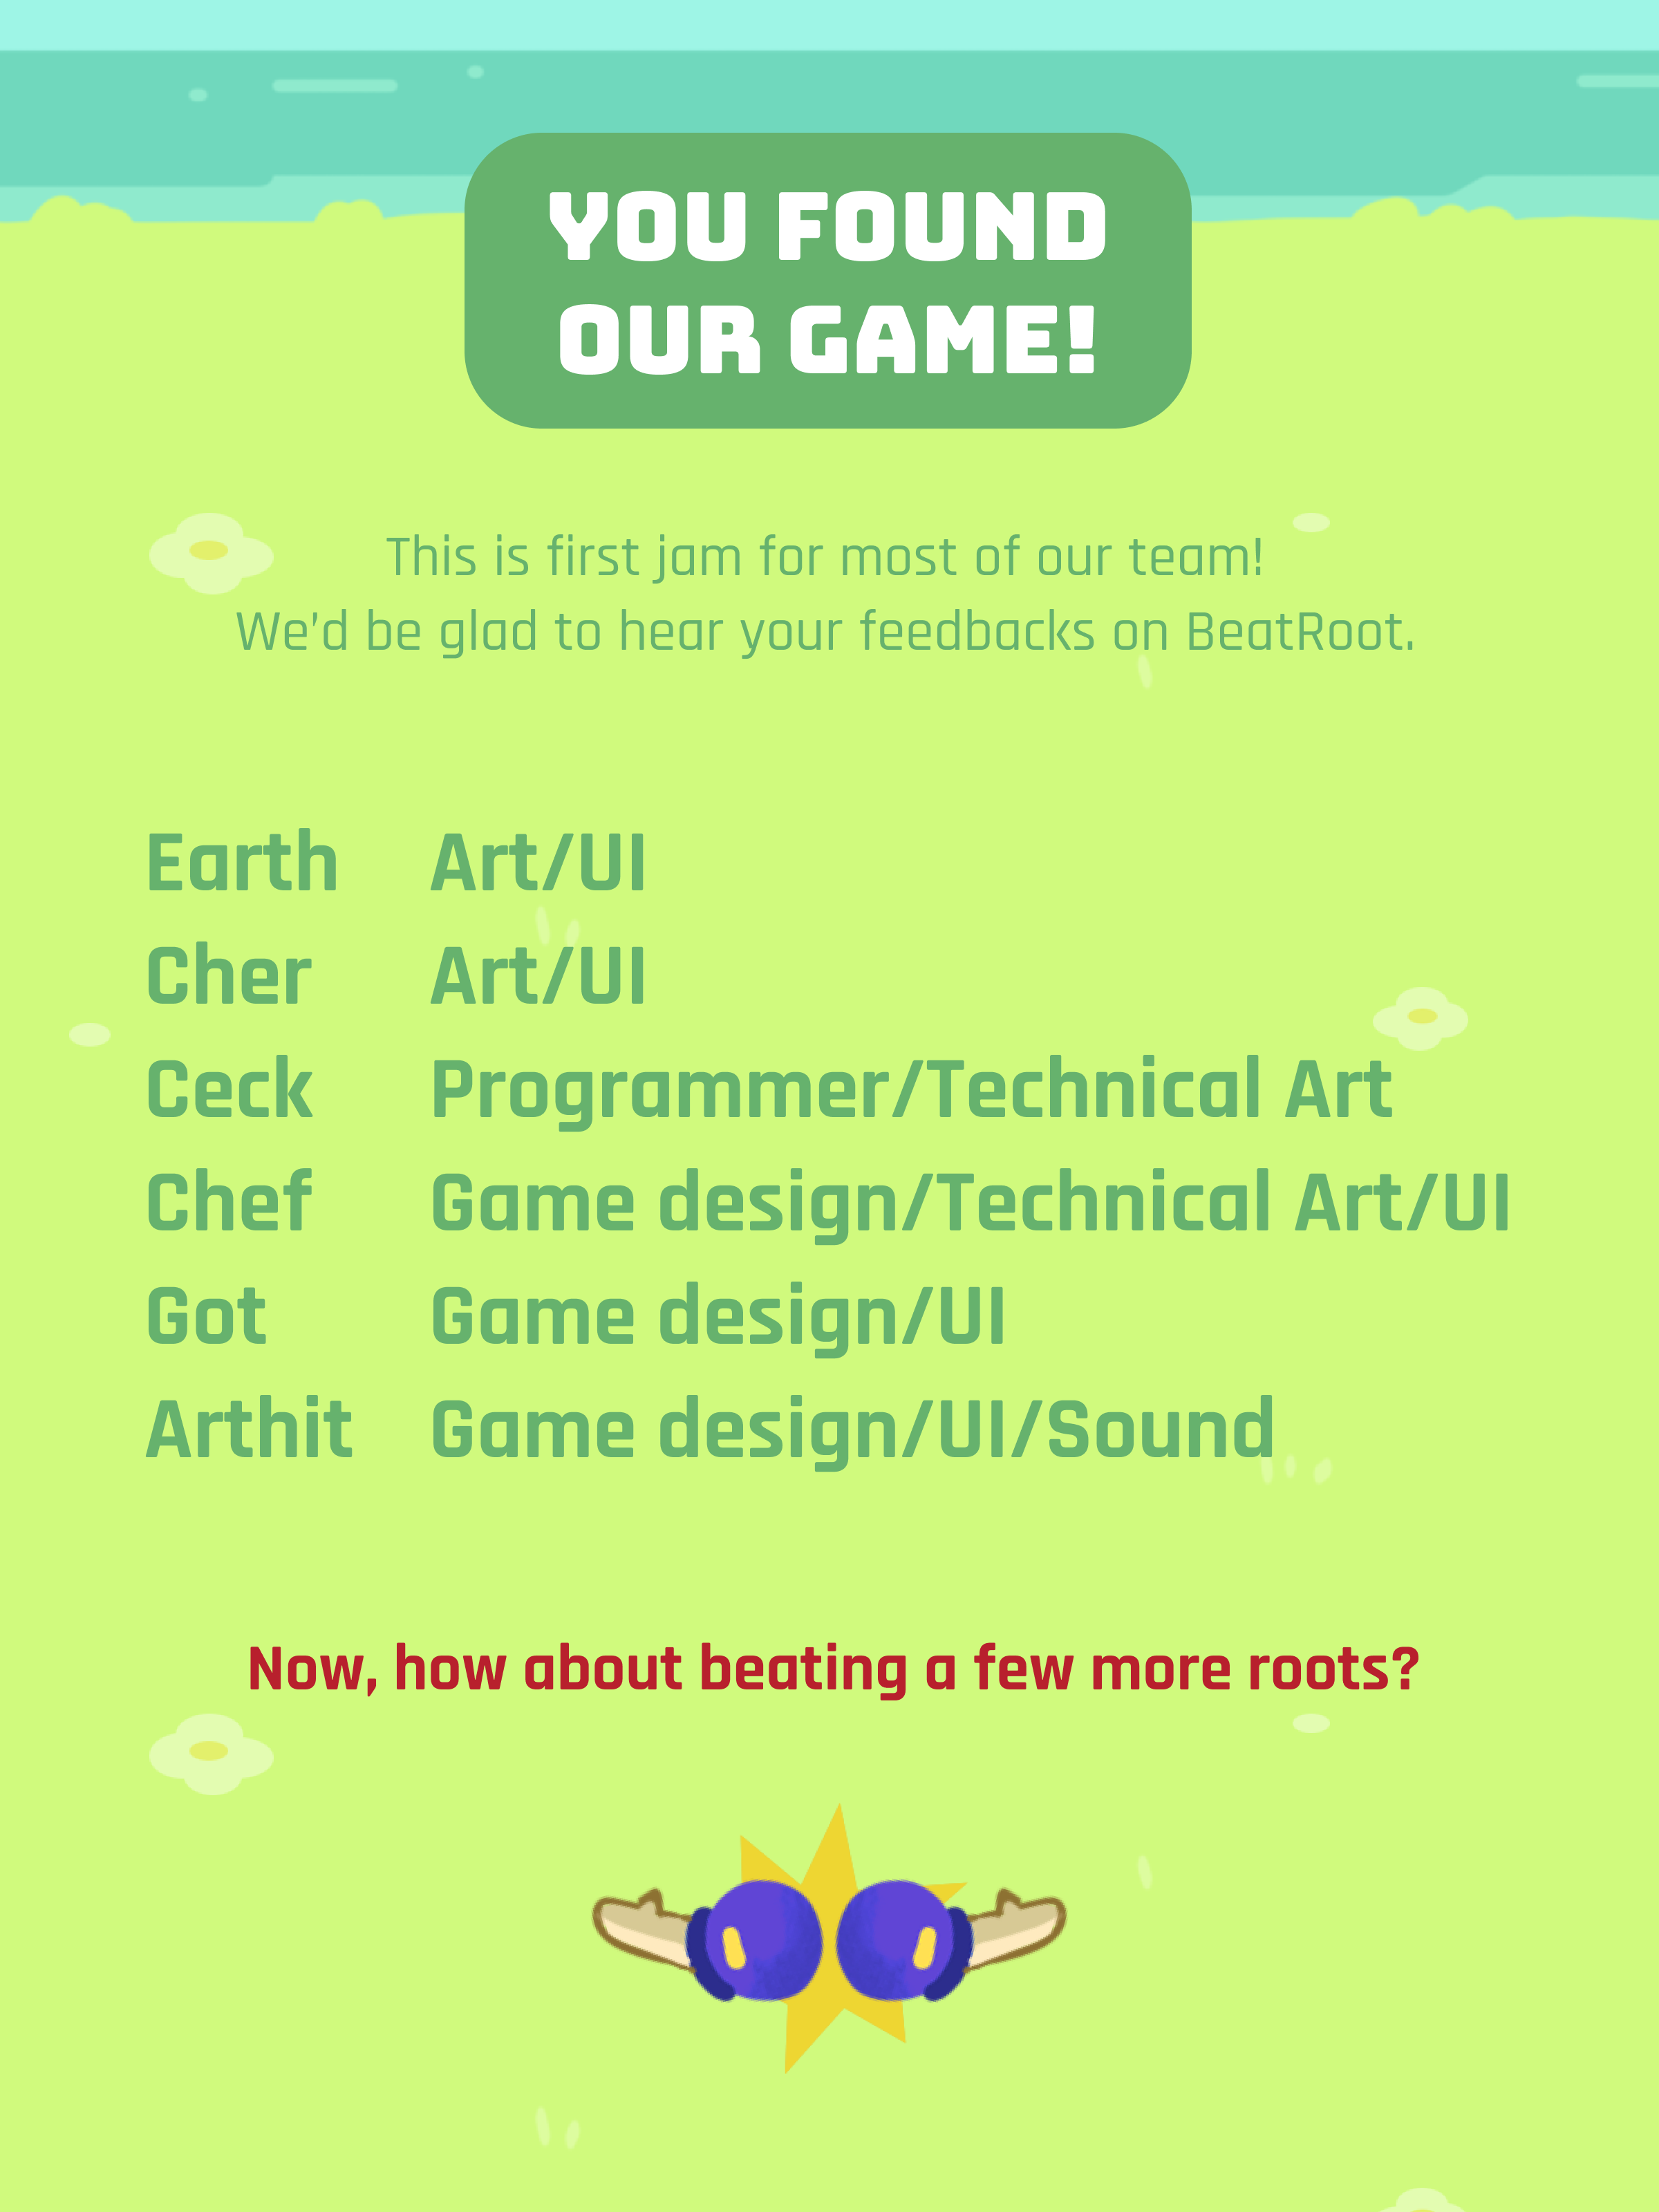 YOU FOUND
OUR GAME!
This is first jam for most of our team!
We'd be glad to hear your feedbacks on BeatRoot.
Earth Art/UI
Cher Art/UI
Ceck Programmer/Technical Art
Chef Game design/Technical Art/UI
Got Game design/UI
Arthit Game design/UI/Sound
Now, how about beating a few more roots?